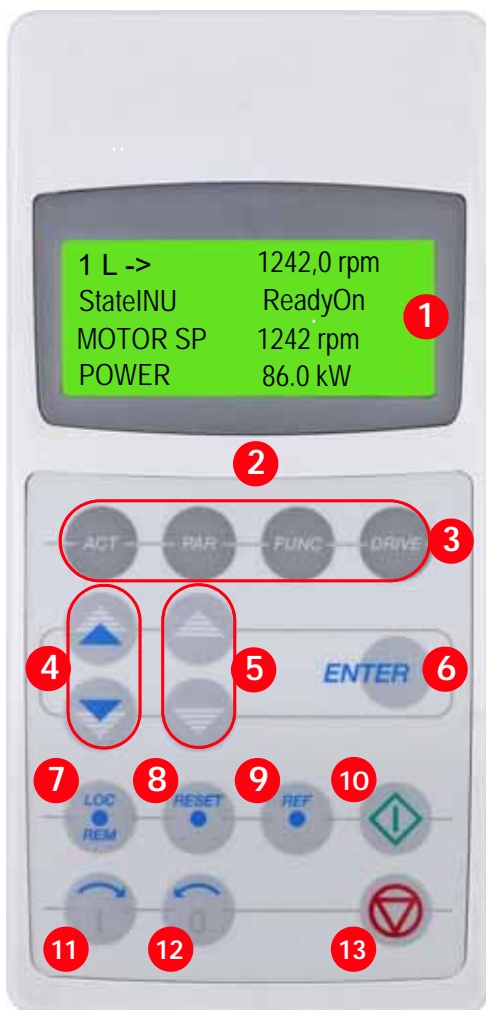 1 L -> 1242,0 rpm
StateINU ReadyOn
MOTOR SP 1242 rpm
POWER 86.0 kW
1
2
ACT PAR FUNC DRIVE 3
4 5 ENTER 6
7 8 9 10
LOC RESET REF I
REM
I 0
11 12 13